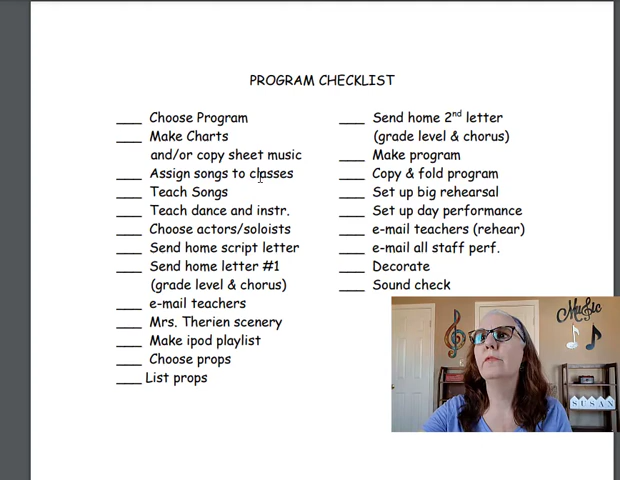 PROGRAM CHECKLIST
___ Choose Program
___ Make Charts
and/or copy sheet music
___ Assign songs to classes
___ Teach Songs
___ Teach dance and instr.
___ Choose actors/soloists
___ Send home script letter
___ Send home letter #1
(grade level & chorus)
___ e-mail teachers
___ Mrs. Therien scenery
___ Make ipod playlist
___ Choose props
___ List props
___ Send home 2nd letter
(grade level & chorus)
___ Make program
___ Copy & fold program
___ Set up big rehearsal
___ Set up day performance
___ e-mail teachers (rehear)
___ e-mail all staff perf.
___ Decorate
___ Sound check
Music
SUSAN